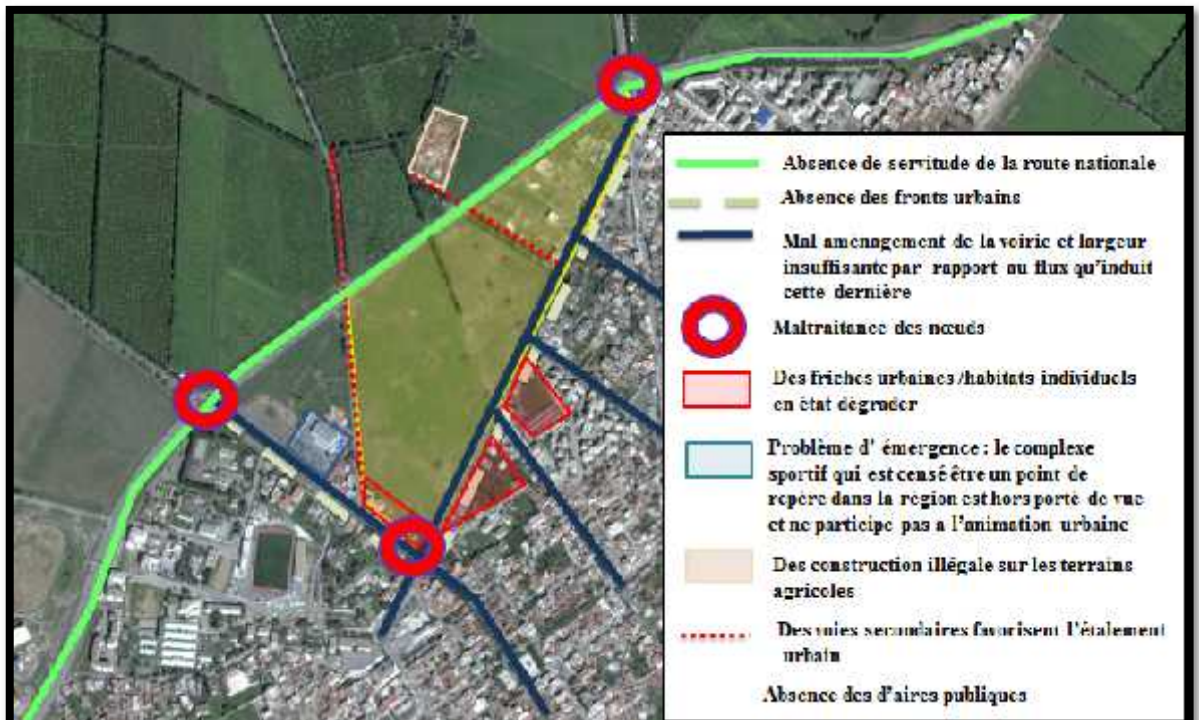 Absence de servitude de la route nationale
Absence des fronts urbains
Mal aménagement de la voirie et largeur
insuffisante par rapport au flux qu'induit
cette dernière
Maltraitance des nœuds
Des friches urbaines /habitats individuels
en état dégrader
Problème d' émergence : le complexe
sportif qui est censé être un point de
repère dans la région est hors porté de vue
et ne participe pas a l'animation urbaine
Des construction illégale sur les terrains
agricoles
Des voies secondaires favorisent l'étalement
urbain
Absence des d'aires publiques